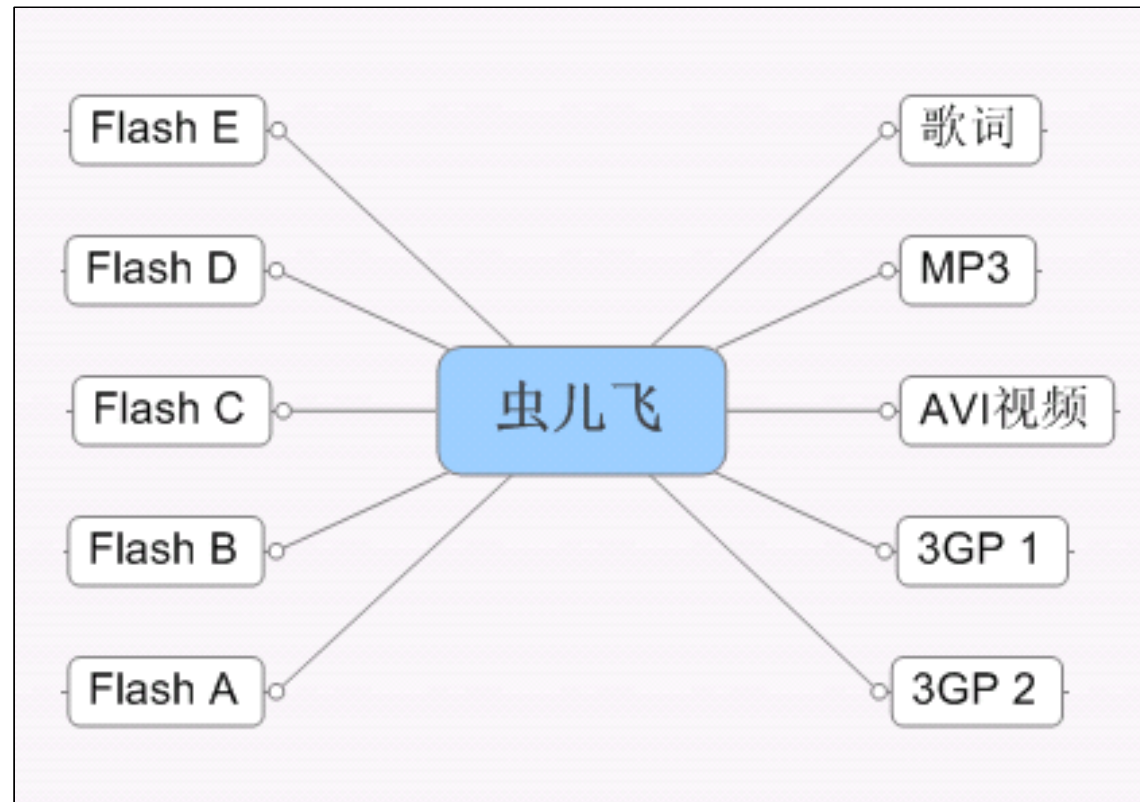 Flash E
歌词
Flash D
MP3
虫儿飞
Flash C
AVI视频
Flash B
3GP 1
Flash A
3GP 2